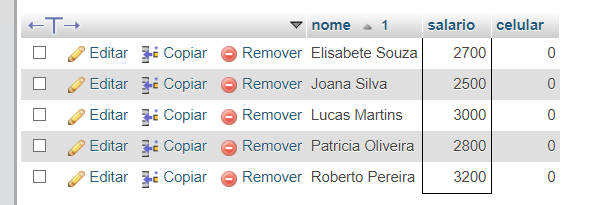 nome 1 salario celular
Editar Copiar Remover Elisabete Souza 2700 0
Editar Copiar Remover Joana Silva 2500 0
Editar Copiar Remover Lucas Martins 3000 0
Editar Copiar Remover Patricia Oliveira 2800 0
Editar Copiar Remover Roberto Pereira 3200 0